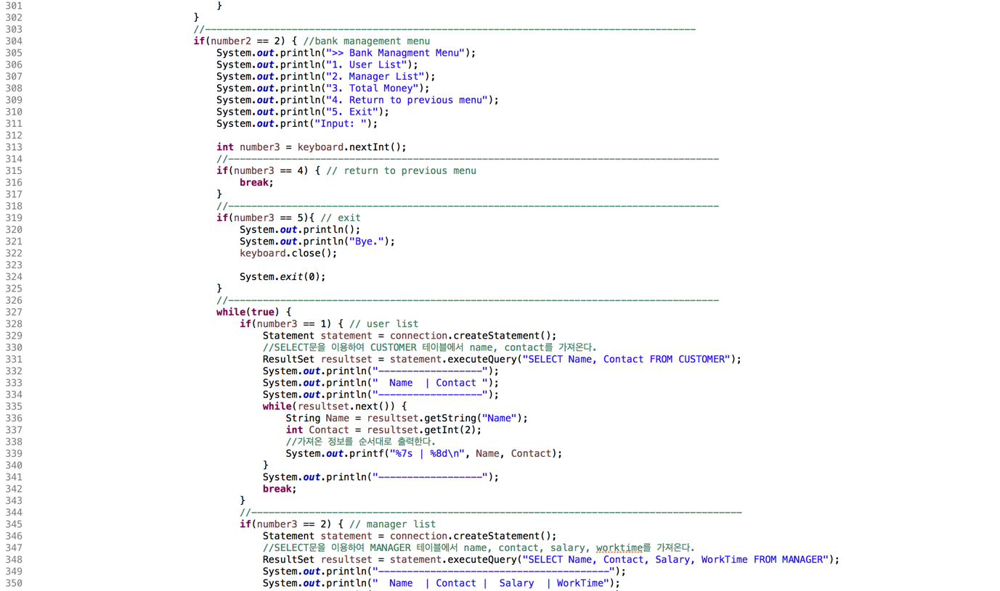 301 }
302 }
303 //-------------------------------------------------------------------------------------
304 if(number2 == 2) { //bank management menu
305 System.out.println(">> Bank Managment Menu");
306 System.out.println("1. User List");
307 System.out.println("2. Manager List");
308 System.out.println("3. Total Money");
309 System.out.println("4. Return to previous menu");
310 System.out.println("5. Exit");
311 System.out.print("Input: ");
312
313 int number3 = keyboard.nextInt();
314 //-------------------------------------------------------------------------------------
315 if(number3 == 4) { // return to previous menu
316 break;
317 }
318 //-------------------------------------------------------------------------------------
319 if(number3 == 5){ // exit
320 System.out.println();
321 System.out.println("Bye.");
322 keyboard.close();
323
324 System.exit(0);
325 }
326 //-------------------------------------------------------------------------------------
327 while(true) {
328 if(number3 == 1) { // user list
329 Statement statement = connection.createStatement();
330 //SELECT문을 이용하여 CUSTOMER 테이블에서 name, contact를 가져온다.
331 ResultSet resultset = statement.executeQuery("SELECT Name, Contact FROM CUSTOMER");
332 System.out.println("------------------");
333 System.out.println("  Name  | Contact ");
334 System.out.println("------------------");
335 while(resultset.next()) {
336 String Name = resultset.getString("Name");
337 int Contact = resultset.getInt(2);
338 //가져온 정보를 순서대로 출력한다.
339 System.out.printf("%7s | %8d\n", Name, Contact);
340 }
341 System.out.println("------------------");
342 break;
343 }
344 //-------------------------------------------------------------------------------------
345 if(number3 == 2) { // manager list
346 Statement statement = connection.createStatement();
347 //SELECT문을 이용하여 MANAGER 테이블에서 name, contact, salary, worktime를 가져온다.
348 ResultSet resultset = statement.executeQuery("SELECT Name, Contact, Salary, WorkTime FROM MANAGER");
349 System.out.println("----------------------------------------");
350 System.out.println("  Name  | Contact |  Salary  | WorkTime");